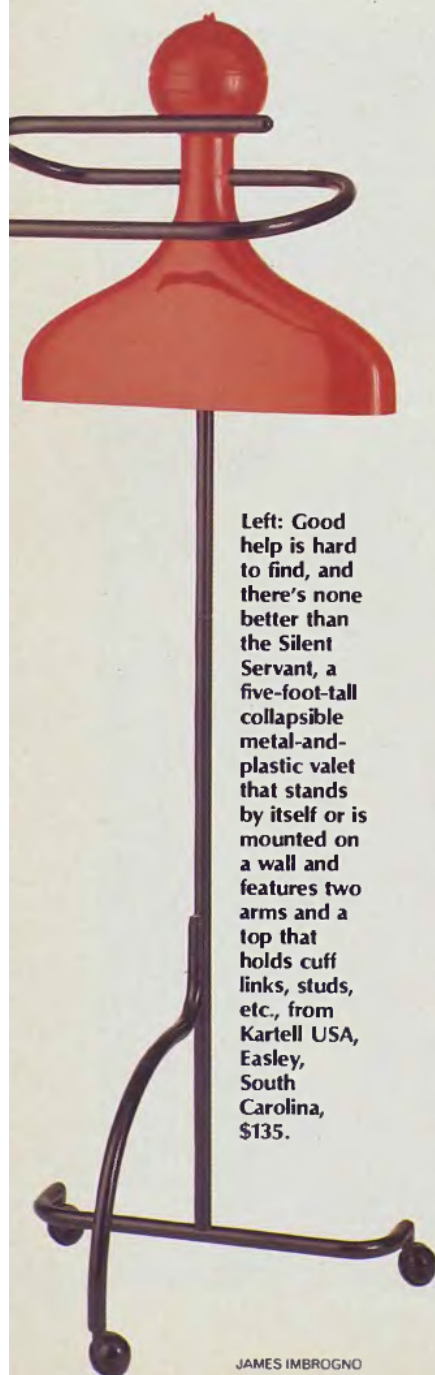 Left: Good
help is hard
to find, and
there's none
better than
the Silent
Servant, a
five-foot-tall
collapsible
metal-and-
plastic valet
that stands
by itself or is
mounted on
a wall and
features two
arms and a
top that
holds cuff
links, studs,
etc., from
Kartell USA,
Easley,
South
Carolina,
$135.
JAMES IMBROGNO